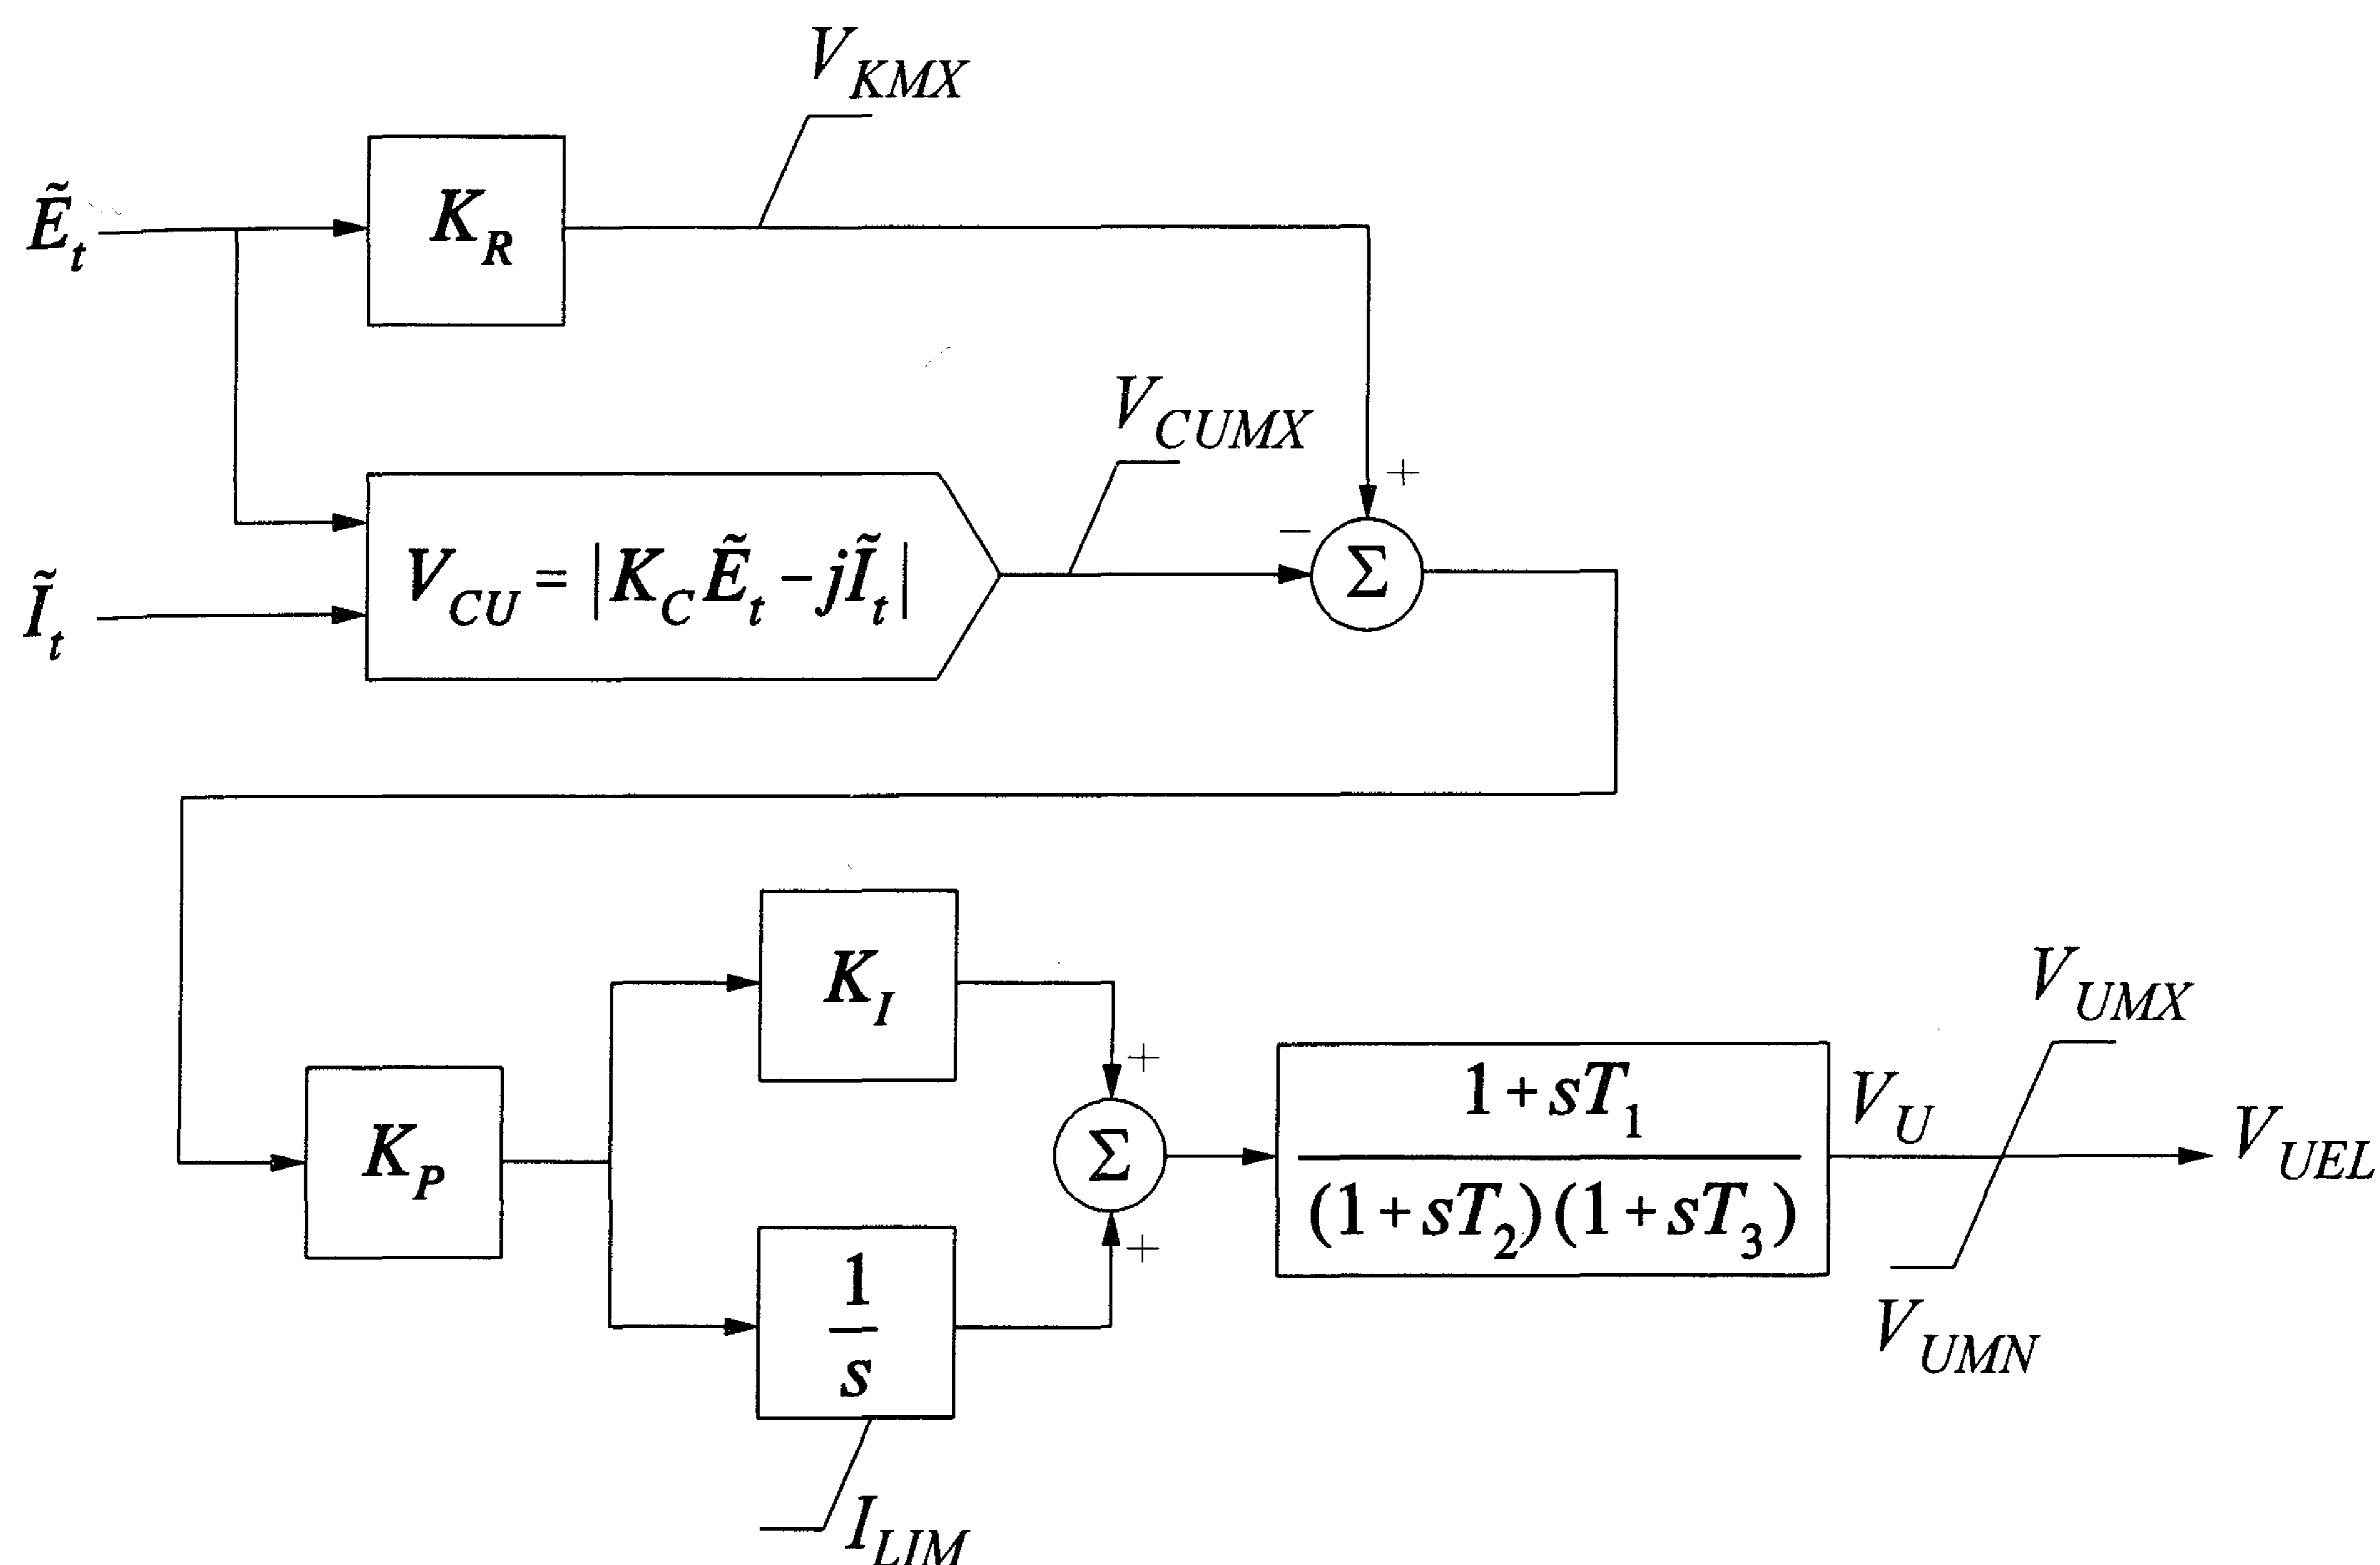 V_KMX
Ẽ_t
K_R
V_CUMX
+
−
Σ
V_CU = |K_C Ẽ_t − jĨ_t|
Ĩ_t
K_I
V_UMX
+
K_P
Σ
1 + sT_1
(1 + sT_2)(1 + sT_3)
V_U
V_UEL
+
1
s
V_UMN
I_LIM